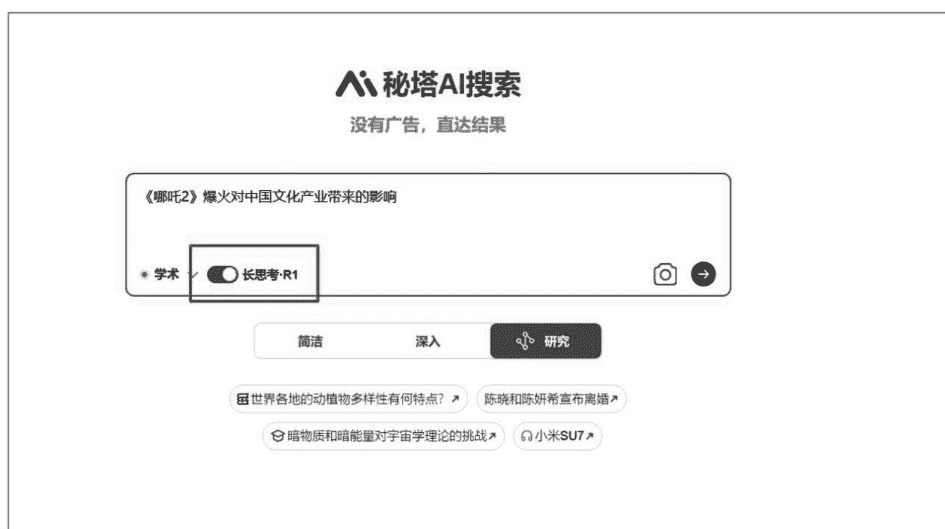 秘塔AI搜索
没有广告，直达结果
《哪吒2》爆火对中国文化产业带来的影响
学术 长思考·R1
简洁 深入 研究
世界各地的动植物多样性有何特点？ 陈晓和陈妍希宣布离婚
暗物质和暗能量对宇宙学理论的挑战 小米SU7